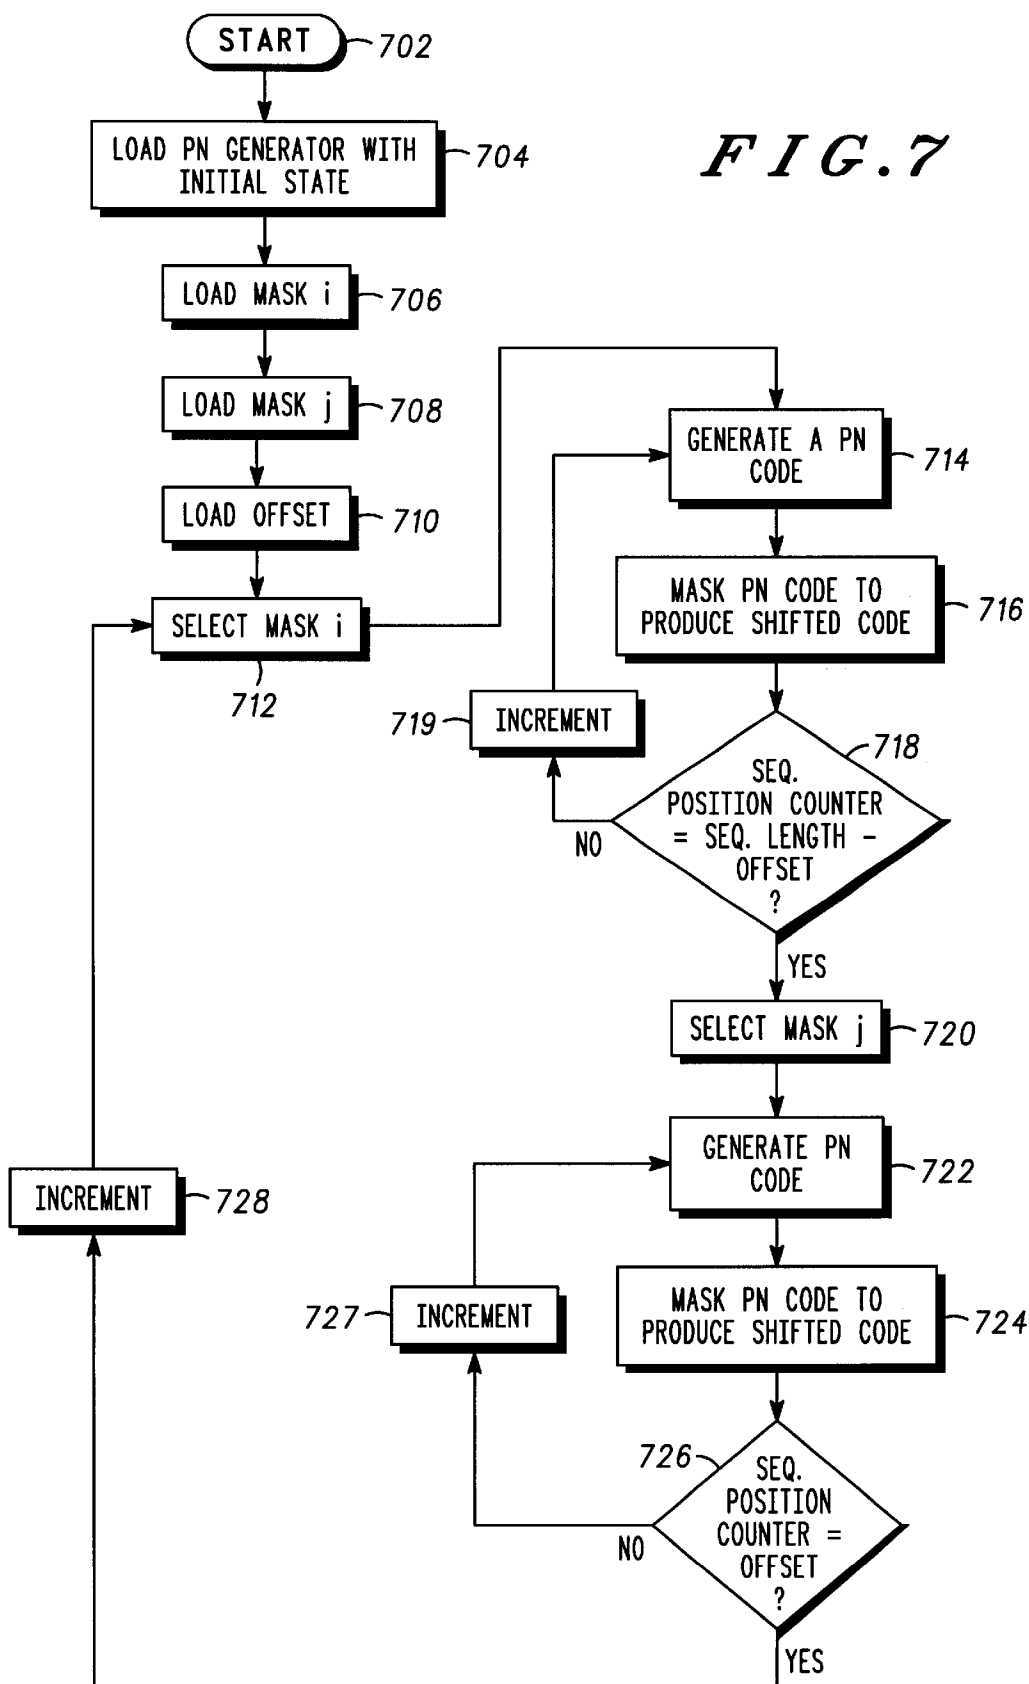 START
702
FIG.7
LOAD PN GENERATOR WITH
INITIAL STATE
704
LOAD MASK i
706
LOAD MASK j
708
LOAD OFFSET
710
SELECT MASK i
712
GENERATE A PN
CODE
714
MASK PN CODE TO
PRODUCE SHIFTED CODE
716
719
INCREMENT
718
SEQ.
POSITION COUNTER
= SEQ. LENGTH -
OFFSET
?
NO
YES
SELECT MASK j
720
GENERATE PN
CODE
722
INCREMENT
728
MASK PN CODE TO
PRODUCE SHIFTED CODE
724
727
INCREMENT
726
SEQ.
POSITION
COUNTER =
OFFSET
?
NO
YES